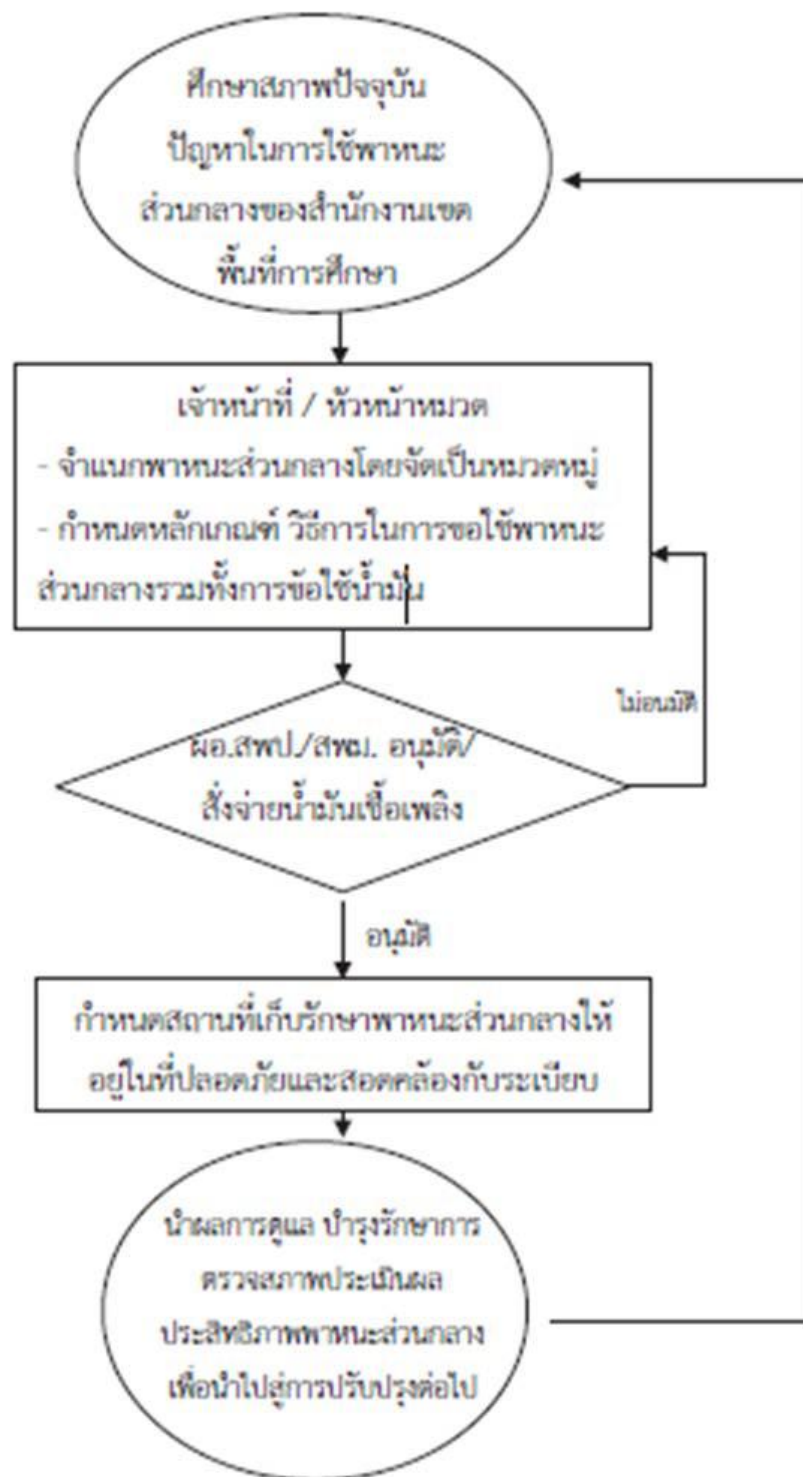 ศึกษาสภาพปัจจุบัน
ปัญหาในการใช้พาหนะ
ส่วนกลางของสำนักงานเขต
พื้นที่การศึกษา
เจ้าหน้าที่ / หัวหน้าหมวด
- จำแนกพาหนะส่วนกลางโดยจัดเป็นหมวดหมู่
- กำหนดหลักเกณฑ์ วิธีการในการขอใช้พาหนะ
ส่วนกลางรวมทั้งการข้อใช้น้ำมัน
ไม่อนมัติ
ผอ.สพป./สพม. อนุมัติ/
สั่งจ่ายน้ำมันเชื้อเพลิง
อนุมัติ
กำหนดสถานที่เก็บรักษาพาหนะส่วนกลางให้
อยู่ในที่ปลอดภัยและสอดคล้องกับระเบียบ
นำผลการดูแล บำรุงรักษาการ
ตรวจสภาพประเมินผล
ประสิทธิภาพพาหนะส่วนกลาง
เพื่อนำไปสู่การปรับปรุงต่อไป